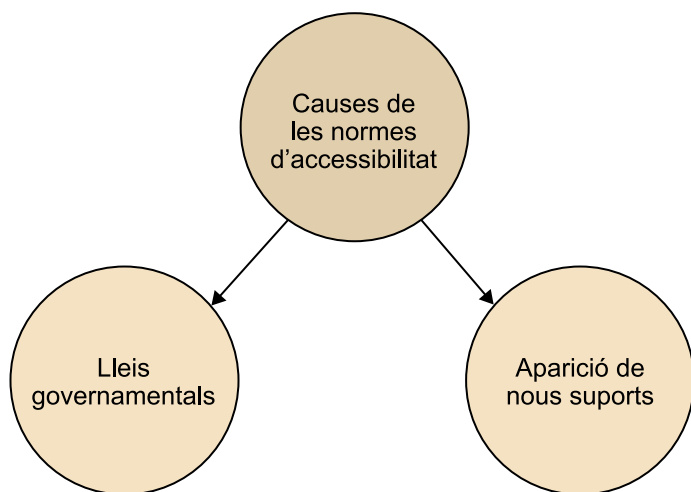 Causes de
les normes
d’accessibilitat
Lleis
governamentals
Aparició de
nous suports